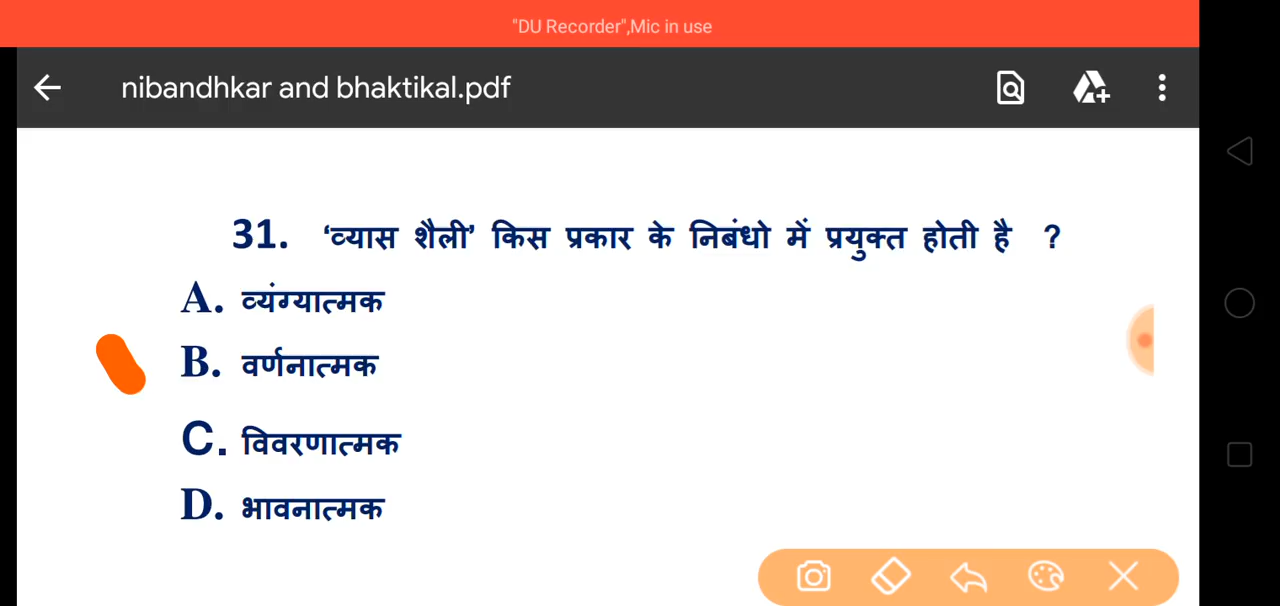 "DU Recorder",Mic in use
nibandhkar and bhaktikal.pdf
31. ‘व्यास शैली’ किस प्रकार के निबंधो में प्रयुक्त होती है ?
A. व्यंग्यात्मक
B. वर्णनात्मक
C. विवरणात्मक
D. भावनात्मक